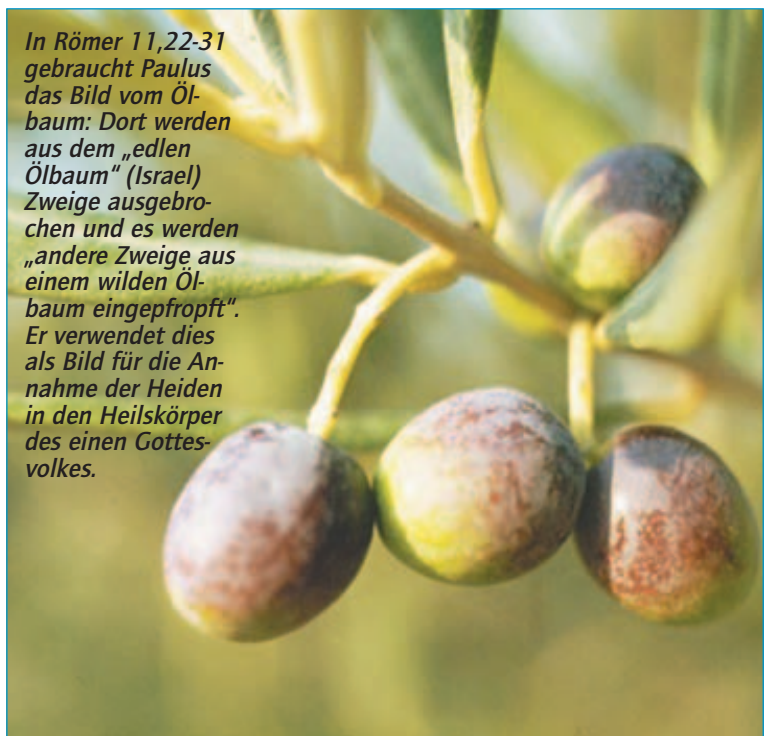 In Römer 11,22-31
gebraucht Paulus
das Bild vom Öl-
baum: Dort werden
aus dem „edlen
Ölbaum“ (Israel)
Zweige ausgebro-
chen und es werden
„andere Zweige aus
einem wilden Öl-
baum eingepfropft“.
Er verwendet dies
als Bild für die An-
nahme der Heiden
in den Heilskörper
des einen Gottes-
volkes.